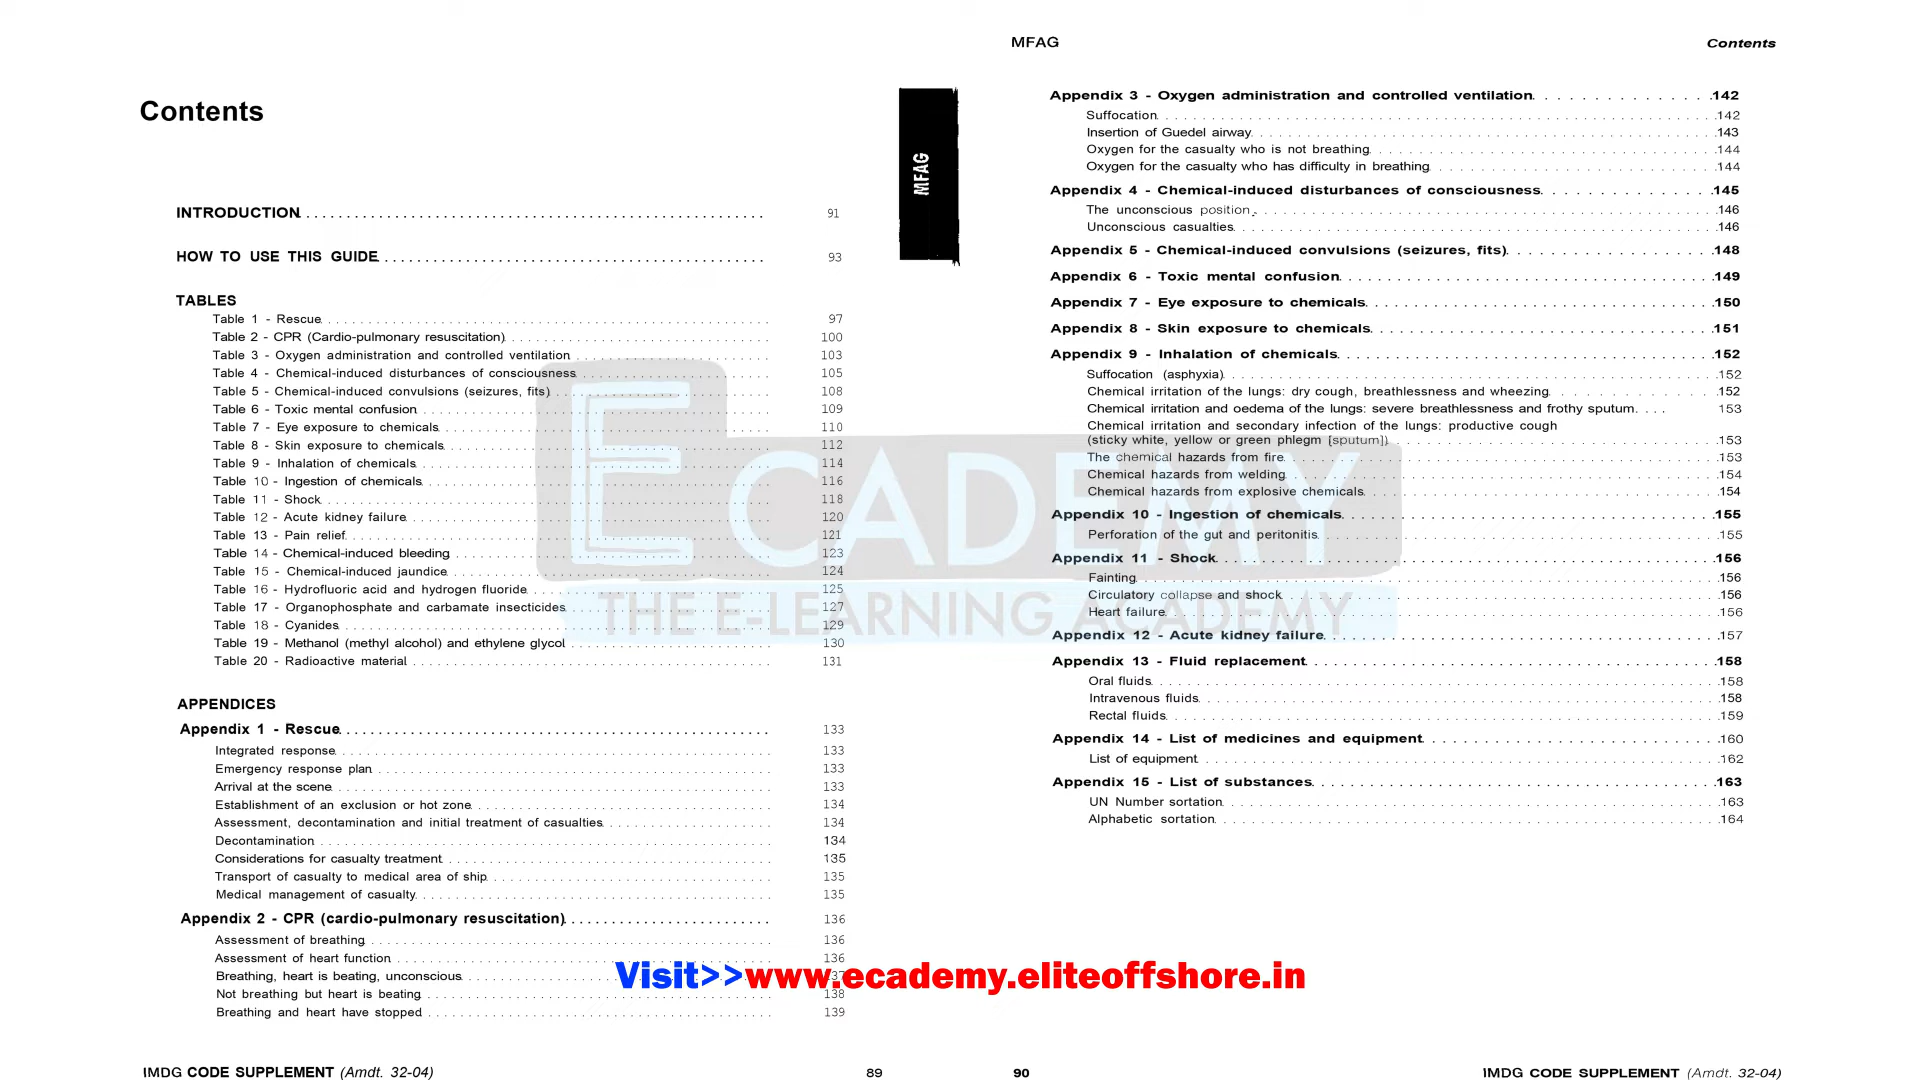 Contents
INTRODUCTION 91
HOW TO USE THIS GUIDE 93
TABLES
Table 1 - Rescue 97
Table 2 - CPR (Cardio-pulmonary resuscitation) 100
Table 3 - Oxygen administration and controlled ventilation 103
Table 4 - Chemical-induced disturbances of consciousness 105
Table 5 - Chemical-induced convulsions (seizures, fits) 108
Table 6 - Toxic mental confusion 109
Table 7 - Eye exposure to chemicals 110
Table 8 - Skin exposure to chemicals 112
Table 9 - Inhalation of chemicals 114
Table 10 - Ingestion of chemicals 116
Table 11 - Shock 118
Table 12 - Acute kidney failure 120
Table 13 - Pain relief 121
Table 14 - Chemical-induced bleeding 123
Table 15 - Chemical-induced jaundice 124
Table 16 - Hydrofluoric acid and hydrogen fluoride 125
Table 17 - Organophosphate and carbamate insecticides 127
Table 18 - Cyanides 129
Table 19 - Methanol (methyl alcohol) and ethylene glycol 130
Table 20 - Radioactive material 131
APPENDICES
Appendix 1 - Rescue 133
Integrated response 133
Emergency response plan 133
Arrival at the scene 133
Establishment of an exclusion or hot zone 134
Assessment, decontamination and initial treatment of casualties 134
Decontamination 134
Considerations for casualty treatment 135
Transport of casualty to medical area of ship 135
Medical management of casualty 135
Appendix 2 - CPR (cardio-pulmonary resuscitation) 136
Assessment of breathing 136
Assessment of heart function 136
Breathing, heart is beating, unconscious 137
Not breathing but heart is beating 138
Breathing and heart have stopped 139
IMDG CODE SUPPLEMENT (Amdt. 32-04) 89
MFAG
MFAG Contents
Appendix 3 - Oxygen administration and controlled ventilation 142
Suffocation 142
Insertion of Guedel airway 143
Oxygen for the casualty who is not breathing 144
Oxygen for the casualty who has difficulty in breathing 144
Appendix 4 - Chemical-induced disturbances of consciousness 145
The unconscious position 146
Unconscious casualties 146
Appendix 5 - Chemical-induced convulsions (seizures, fits) 148
Appendix 6 - Toxic mental confusion 149
Appendix 7 - Eye exposure to chemicals 150
Appendix 8 - Skin exposure to chemicals 151
Appendix 9 - Inhalation of chemicals 152
Suffocation (asphyxia) 152
Chemical irritation of the lungs: dry cough, breathlessness and wheezing 152
Chemical irritation and oedema of the lungs: severe breathlessness and frothy sputum 153
Chemical irritation and secondary infection of the lungs: productive cough
(sticky white, yellow or green phlegm [sputum]) 153
The chemical hazards from fire 153
Chemical hazards from welding 154
Chemical hazards from explosive chemicals 154
Appendix 10 - Ingestion of chemicals 155
Perforation of the gut and peritonitis 155
Appendix 11 - Shock 156
Fainting 156
Circulatory collapse and shock 156
Heart failure 156
Appendix 12 - Acute kidney failure 157
Appendix 13 - Fluid replacement 158
Oral fluids 158
Intravenous fluids 158
Rectal fluids 159
Appendix 14 - List of medicines and equipment 160
List of equipment 162
Appendix 15 - List of substances 163
UN Number sortation 163
Alphabetic sortation 164
90 IMDG CODE SUPPLEMENT (Amdt. 32-04)
ECADEMY
THE E-LEARNING ACADEMY
Visit>>www.ecademy.eliteoffshore.in